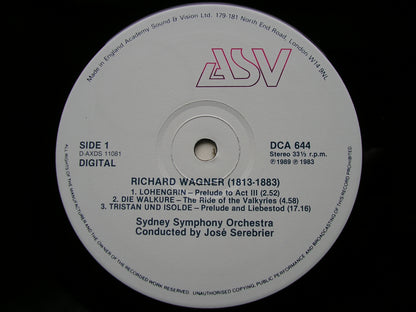 Made in England Academy Sound & Vision Ltd. 179-181 North End Road, London W14 9NL
ASV
SIDE 1
D-AXDS 11081
DIGITAL
DCA 644
Stereo 33⅓ r.p.m.
℗1989 ℗1983
RICHARD WAGNER (1813-1883)
1. LOHENGRIN – Prelude to Act III (2.52)
2. DIE WALKURE – The Ride of the Valkyries (4.58)
3. TRISTAN UND ISOLDE – Prelude and Liebestod (17.16)
Sydney Symphony Orchestra
Conducted by José Serebrier
ALL RIGHTS OF THE MANUFACTURER AND OF THE OWNER OF THE RECORDED WORK RESERVED. UNAUTHORISED COPYING, PUBLIC PERFORMANCE AND BROADCASTING OF THIS RECORD PROHIBITED